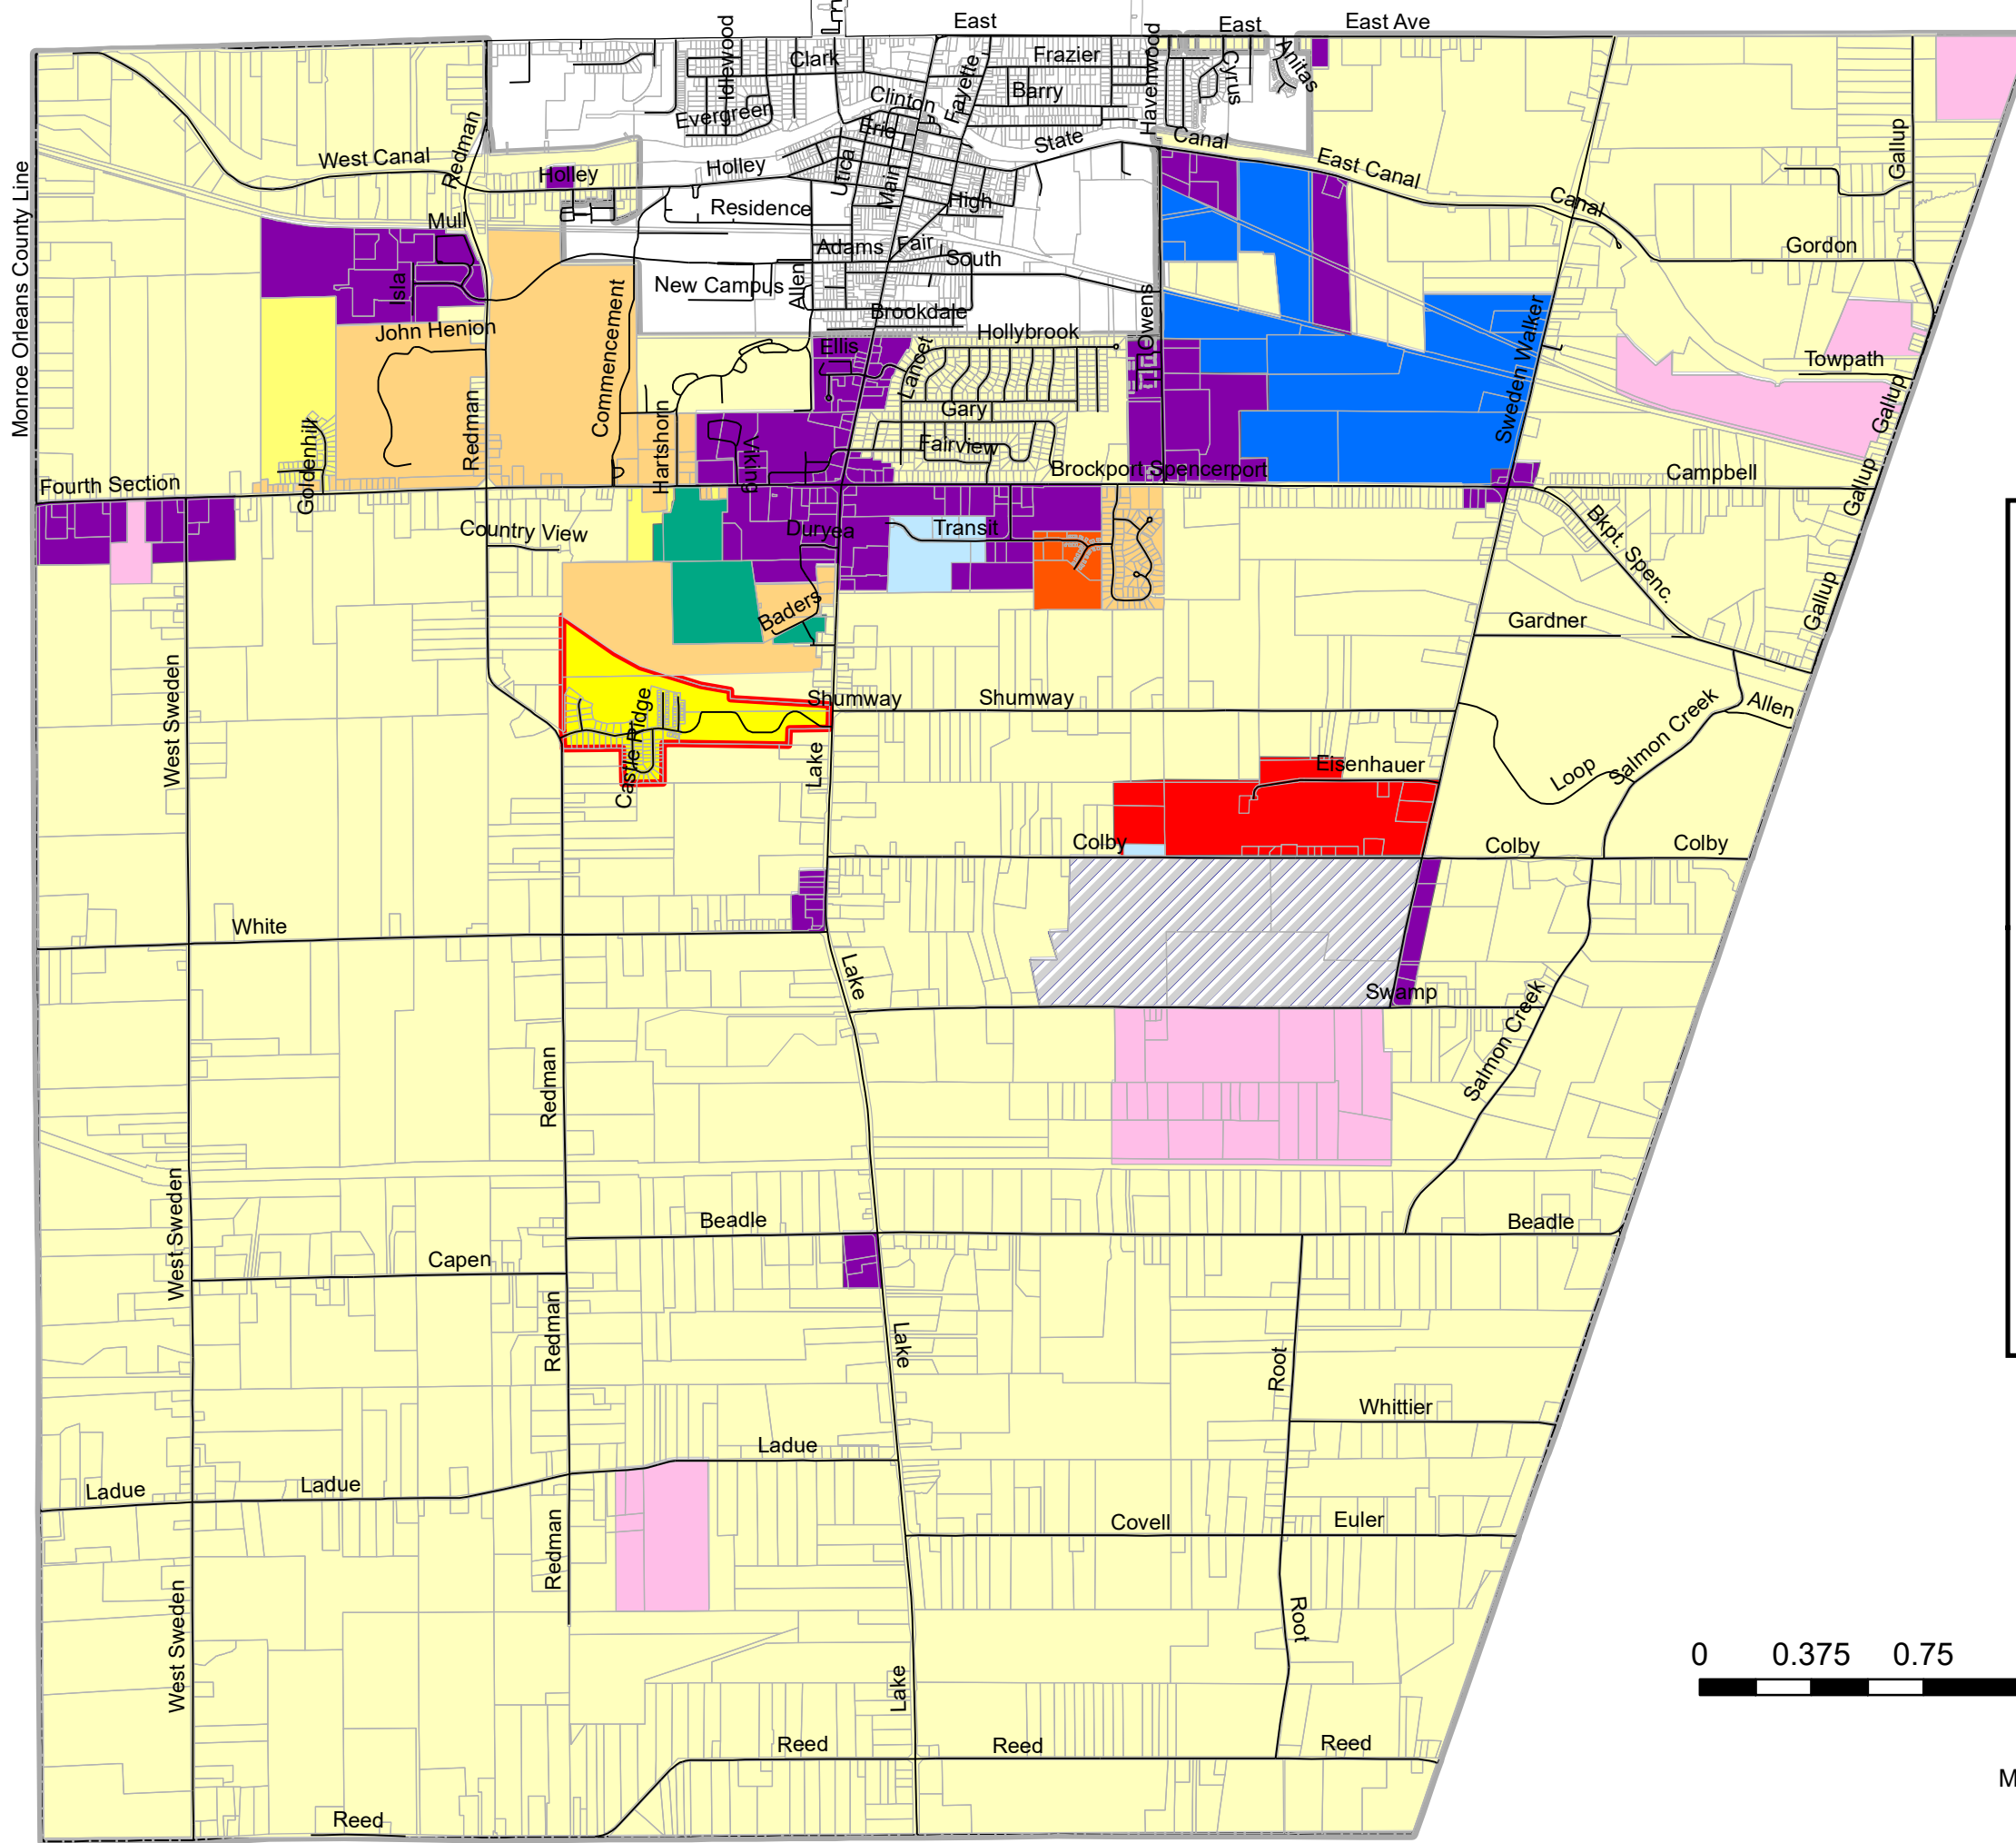 East
East
East Ave
Idlewood
Clark
Fayette
Frazier
Havenwood
Cyrus
Anitas
Barry
Clinton
Evergreen
Erie
Redman
West Canal
Holley
Holley
Utica
Main
State
Canal
East Canal
Canal
Gallup
Monroe Orleans County Line
Mull
Residence
High
Adams
Fair
South
Gordon
Isla
New Campus
Allen
Owens
Brookdale
Hollybrook
John Henion
Commencement
Ellis
Lancet
Sweden Walker
Towpath
Gallup
Redman
Hartshorn
Gary
Viking
Fairview
Goldenhill
Brockport Spencerport
Campbell
Gallup
Fourth Section
Country View
Duryea
Transit
Bkpt. Spenc.
Baders
Gardner
Gallup
West Sweden
Castle Ridge
Shumway
Shumway
Salmon Creek
Allen
Lake
Eisenhauer
Loop
Colby
Colby
Colby
White
Lake
Swamp
Salmon Creek
Redman
West Sweden
Beadle
Beadle
Capen
Redman
Lake
Root
Whittier
Ladue
Ladue
Ladue
Redman
Covell
Euler
West Sweden
Root
Lake
0 0.375 0.75
Reed
Reed
Reed
M
Reed